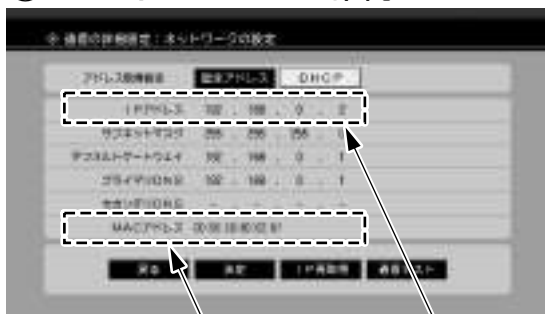 通信の詳細設定：ネットワークの設定
アドレス取得方法 固定アドレス DHCP
IPアドレス 192 . 168 . 0 . 2
サブネットマスク 255 . 255 . 255 .
デフォルトゲートウェイ 192 . 168 . 0 . 1
プライマリDNS 192 . 168 . 0 . 1
セカンダリDNS - . - . - . -
MACアドレス
戻る 決定 IP再取得 通信テスト